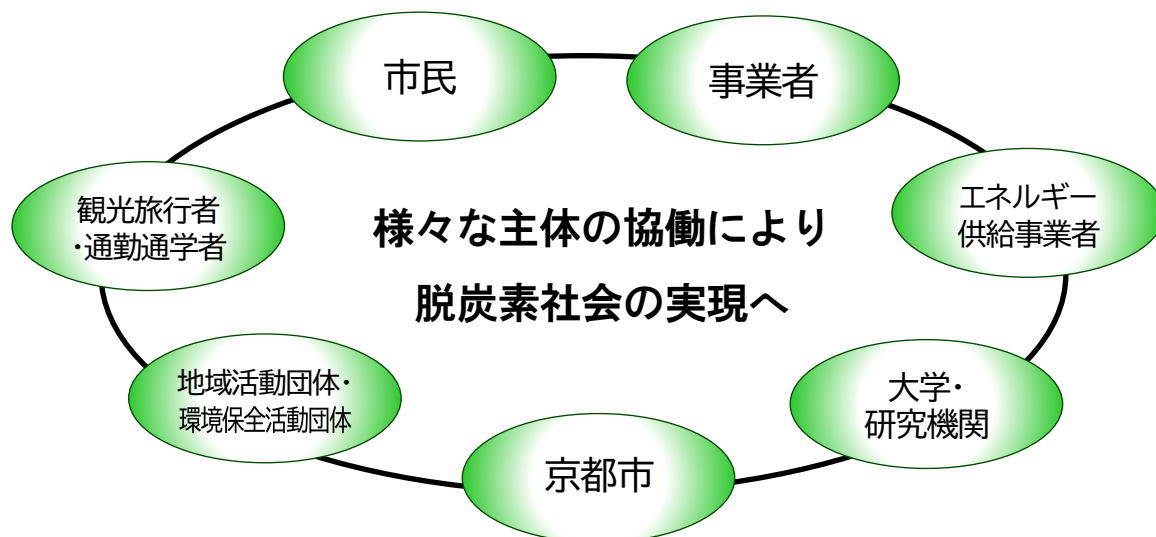 市民
事業者
観光旅行者
・通勤通学者
エネルギー
供給事業者
様々な主体の協働により
脱炭素社会の実現へ
地域活動団体・
環境保全活動団体
大学・
研究機関
京都市